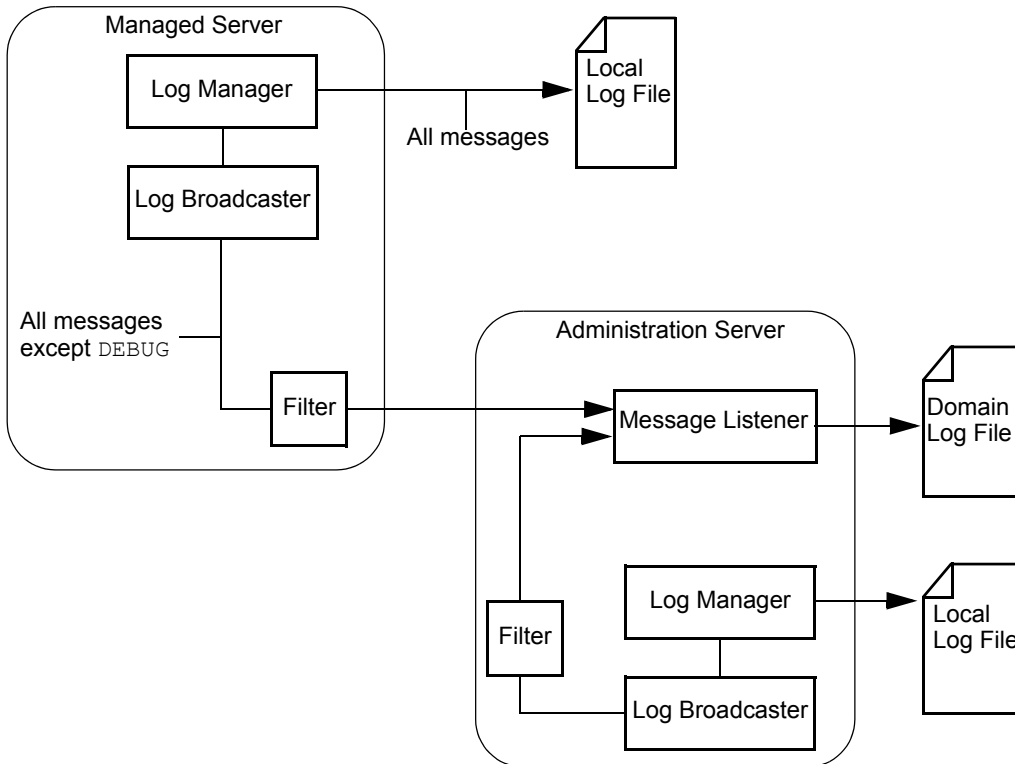 Managed Server
Log Manager
Local
Log File
All messages
Log Broadcaster
All messages
except DEBUG
Filter
Administration Server
Message Listener
Domain
Log File
Log Manager
Local
Log File
Filter
Log Broadcaster